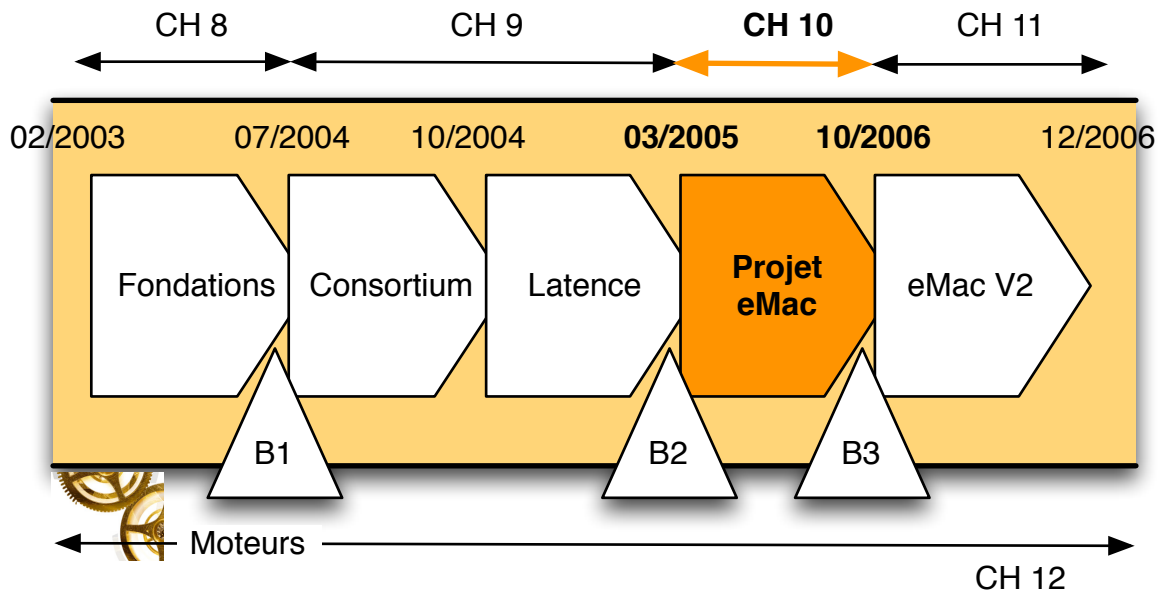 CH 8 CH 9 CH 10 CH 11
02/2003 07/2004 10/2004 03/2005 10/2006 12/2006
Fondations Consortium Latence Projet eMac eMac V2
B1 B2 B3
Moteurs
CH 12